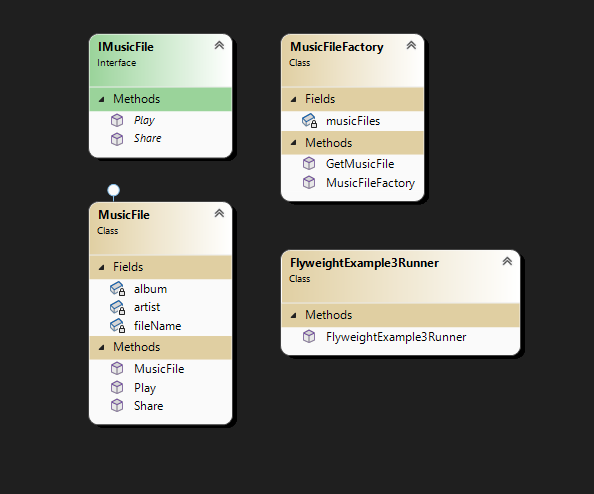 IMusicFile
Interface
Methods
Play
Share
MusicFileFactory
Class
Fields
musicFiles
Methods
GetMusicFile
MusicFileFactory
MusicFile
Class
Fields
album
artist
fileName
Methods
MusicFile
Play
Share
FlyweightExample3Runner
Class
Methods
FlyweightExample3Runner